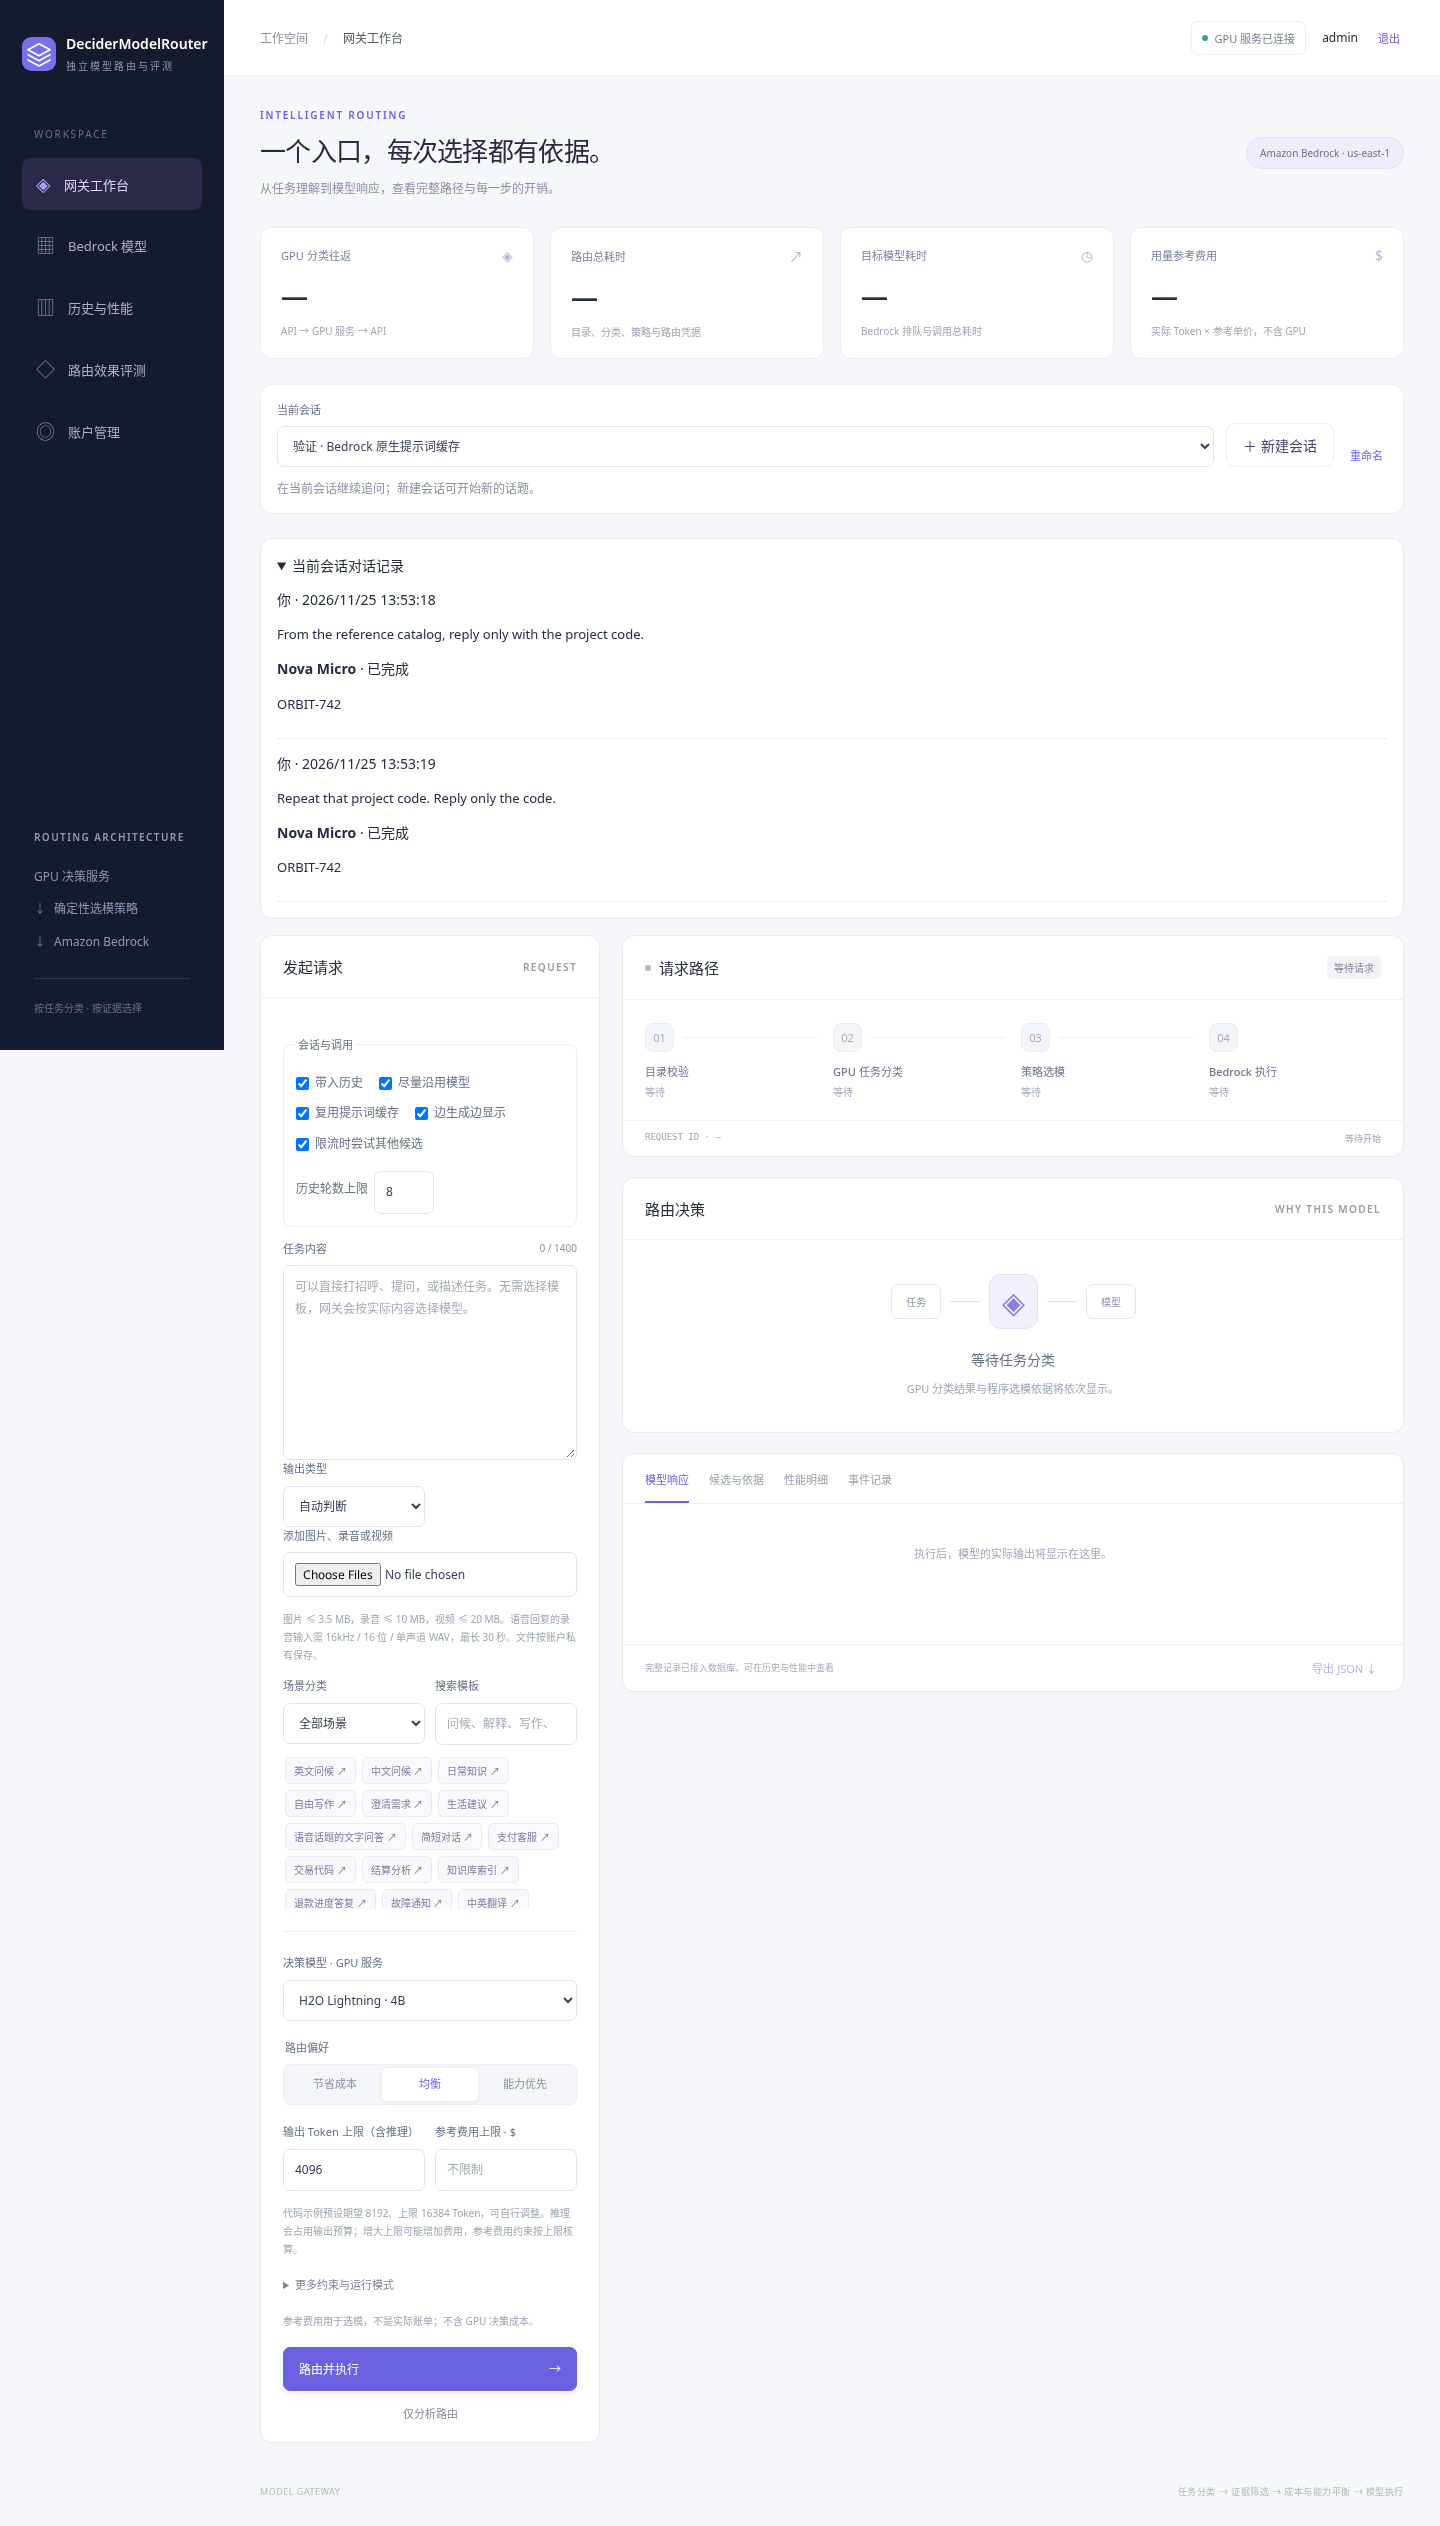 DeciderModelRouter
独立模型路由与评测
WORKSPACE
网关工作台
Bedrock 模型
历史与性能
路由效果评测
账户管理
ROUTING ARCHITECTURE
GPU 决策服务
↓ 确定性选模策略
↓ Amazon Bedrock
按任务分类 · 按证据选择
工作空间 / 网关工作台
GPU 服务已连接
admin
退出
INTELLIGENT ROUTING
一个入口，每次选择都有依据。
从任务理解到模型响应，查看完整路径与每一步的开销。
Amazon Bedrock · us-east-1
GPU 分类往返
—
API → GPU 服务 → API
路由总耗时
↗
—
目录、分类、策略与路由凭据
目标模型耗时
—
Bedrock 排队与调用总耗时
用量参考费用
$
—
实际 Token × 参考单价，不含 GPU
当前会话
验证 · Bedrock 原生提示词缓存
＋ 新建会话
重命名
在当前会话继续追问；新建会话可开始新的话题。
▼ 当前会话对话记录
你 · 2026/11/25 13:53:18
From the reference catalog, reply only with the project code.
Nova Micro · 已完成
ORBIT-742
你 · 2026/11/25 13:53:19
Repeat that project code. Reply only the code.
Nova Micro · 已完成
ORBIT-742
发起请求
REQUEST
会话与调用
带入历史 尽量沿用模型
复用提示词缓存 边生成边显示
限流时尝试其他候选
历史轮数上限 8
任务内容
0 / 1400
可以直接打招呼、提问，或描述任务。无需选择模
板，网关会按实际内容选择模型。
输出类型
自动判断
添加图片、录音或视频
Choose Files No file chosen
图片 ≤ 3.5 MB，录音 ≤ 10 MB，视频 ≤ 20 MB。语音回复的录
音输入需 16kHz / 16 位 / 单声道 WAV，最长 30 秒。文件按账户私
有保存。
场景分类 搜索模板
全部场景 问候、解释、写作、
英文问候 ↗ 中文问候 ↗ 日常知识 ↗
自由写作 ↗ 澄清需求 ↗ 生活建议 ↗
语音话题的文字问答 ↗ 简短对话 ↗ 支付客服 ↗
交易代码 ↗ 结算分析 ↗ 知识库索引 ↗
退款进度答复 ↗ 故障通知 ↗ 中英翻译 ↗
决策模型 · GPU 服务
H2O Lightning · 4B
路由偏好
节省成本 均衡 能力优先
输出 Token 上限（含推理） 参考费用上限 · $
4096 不限制
代码示例预设期望 8192、上限 16384 Token，可自行调整。推理
会占用输出预算；增大上限可能增加费用，参考费用约束按上限核
算。
▶ 更多约束与运行模式
参考费用用于选模，不是实际账单；不含 GPU 决策成本。
路由并执行 →
仅分析路由
请求路径
等待请求
01 02 03 04
目录校验 GPU 任务分类 策略选模 Bedrock 执行
等待 等待 等待 等待
REQUEST ID · —
等待开始
路由决策
WHY THIS MODEL
任务 模型
等待任务分类
GPU 分类结果与程序选模依据将依次显示。
模型响应 候选与依据 性能明细 事件记录
执行后，模型的实际输出将显示在这里。
完整记录已接入数据库，可在历史与性能中查看
导出 JSON ↓
MODEL GATEWAY
任务分类 → 证据筛选 → 成本与能力平衡 → 模型执行